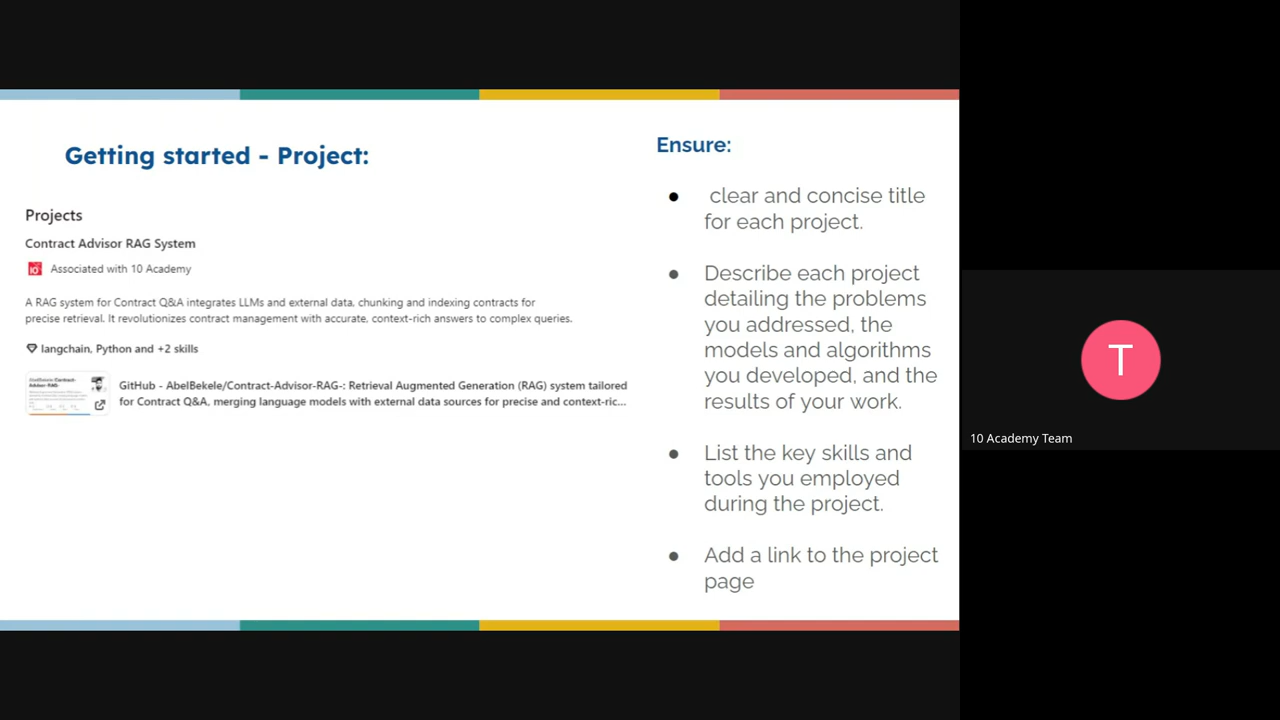 Getting started - Project:
Projects
Contract Advisor RAG System
10
Associated with 10 Academy
A RAG system for Contract Q&A integrates LLMs and external data, chunking and indexing contracts for
precise retrieval. It revolutionizes contract management with accurate, context-rich answers to complex queries.
langchain, Python and +2 skills
GitHub - AbelBekele/Contract-Advisor-RAG-: Retrieval Augmented Generation (RAG) system tailored
for Contract Q&A, merging language models with external data sources for precise and context-ric...
Ensure:
● clear and concise title
for each project.
● Describe each project
detailing the problems
you addressed, the
models and algorithms
you developed, and the
results of your work.
● List the key skills and
tools you employed
during the project.
● Add a link to the project
page
T
10 Academy Team